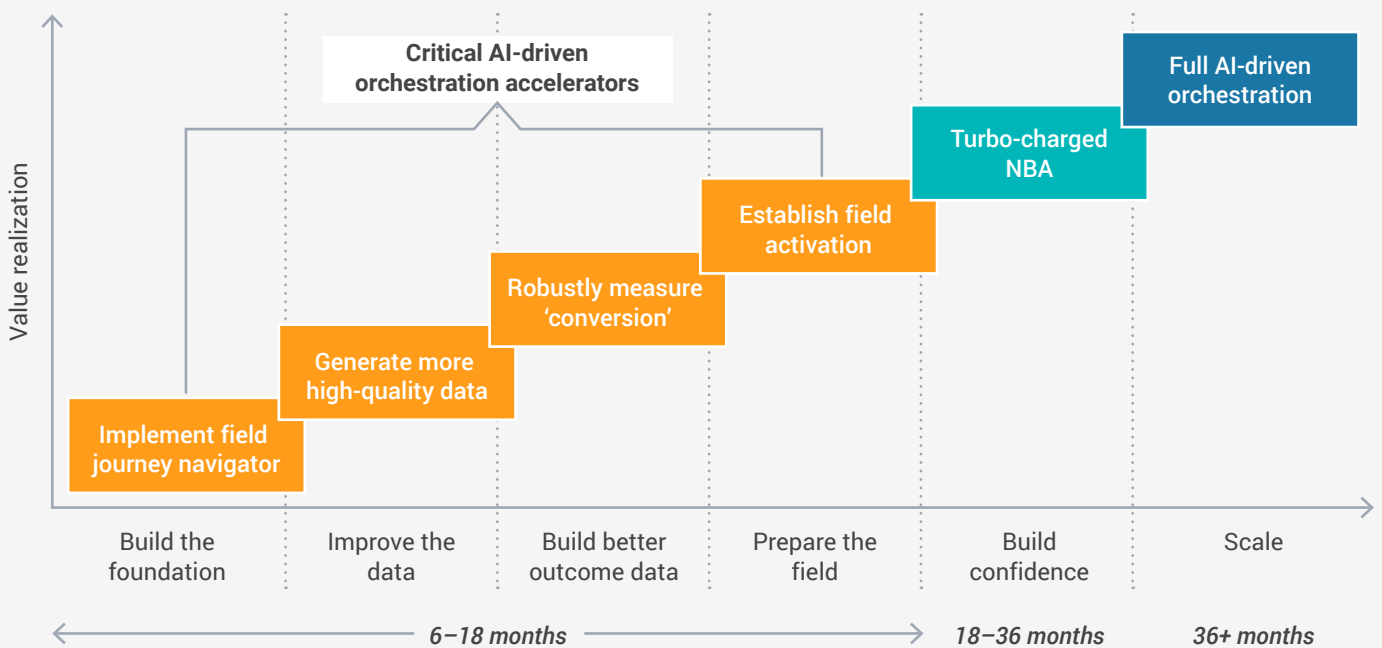 Critical AI-driven
orchestration accelerators
Full AI-driven
orchestration
Turbo-charged
NBA
Establish field
activation
Robustly measure
‘conversion’
Generate more
high-quality data
Implement field
journey navigator
Value realization
Build the
foundation
Improve the
data
Build better
outcome data
Prepare the
field
Build
confidence
Scale
6–18 months
18–36 months
36+ months